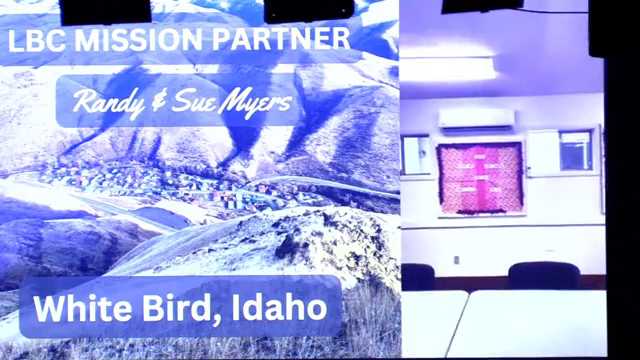 LBC MISSION PARTNER
Randy & Sue Myers
White Bird, Idaho